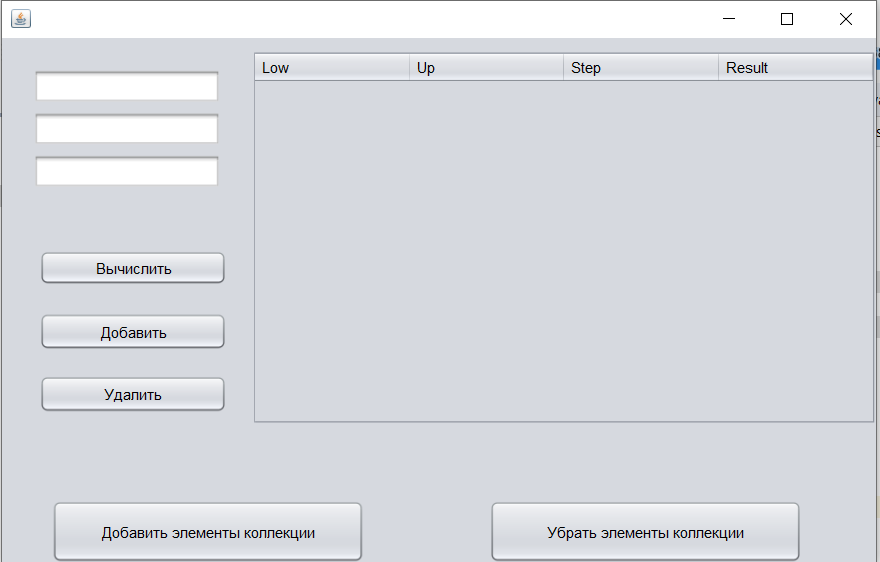 Low Up Step Result
Вычислить
Добавить
Удалить
Добавить элементы коллекции
Убрать элементы коллекции